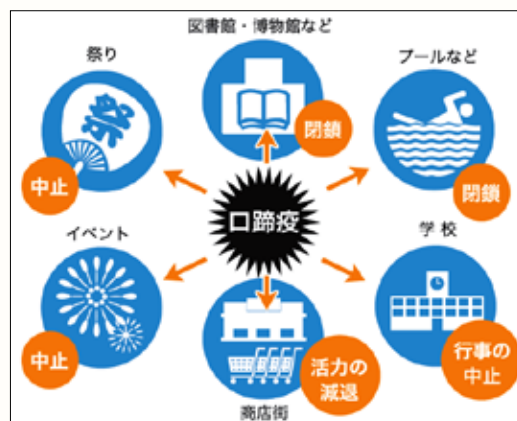 図書館・博物館など
祭り
プールなど
祭
閉鎖
中止
閉鎖
口蹄疫
イベント
学校
中止
活力の
減退
行事の
中止
商店街